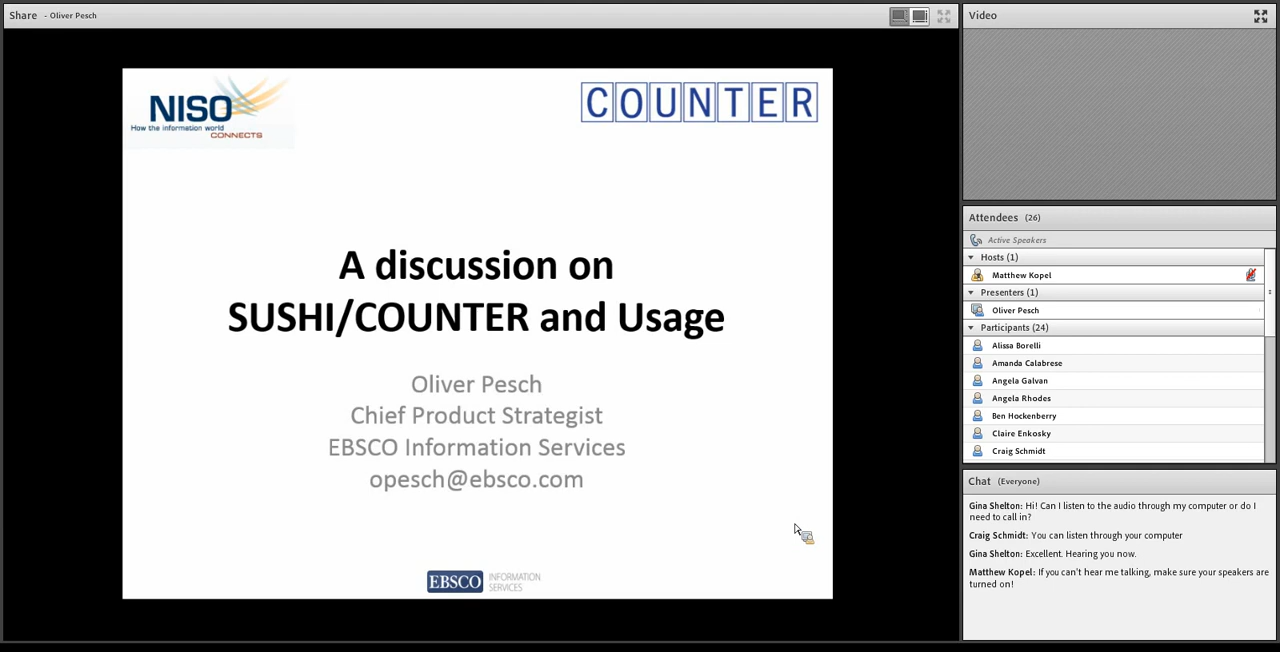 Share - Oliver Pesch
NISO
How the information world
CONNECTS
COUNTER
A discussion on
SUSHI/COUNTER and Usage
Oliver Pesch
Chief Product Strategist
EBSCO Information Services
opesch@ebsco.com
EBSCO INFORMATION
SERVICES
Video
Attendees (26)
Active Speakers
Hosts (1)
Matthew Kopel
Presenters (1)
Oliver Pesch
Participants (24)
Alissa Borelli
Amanda Calabrese
Angela Galvan
Angela Rhodes
Ben Hockenberry
Claire Enkosky
Craig Schmidt
Chat (Everyone)
Gina Shelton: Hi! Can I listen to the audio through my computer or do I
need to call in?
Craig Schmidt: You can listen through your computer
Gina Shelton: Excellent. Hearing you now.
Matthew Kopel: If you can't hear me talking, make sure your speakers are
turned on!